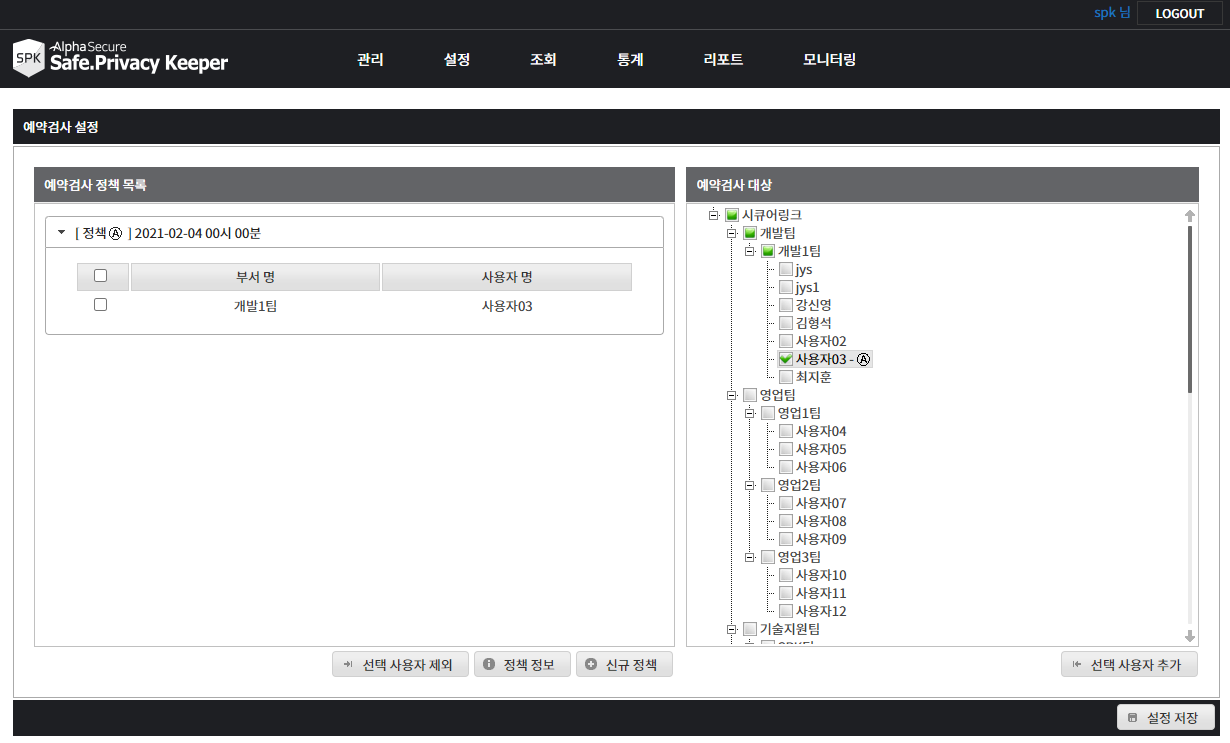 spk 님 LOGOUT
SPK AlphaSecure
Safe.Privacy Keeper
관리 설정 조회 통계 리포트 모니터링
예약검사 설정
예약검사 정책 목록
[ 정책Ⓐ ] 2021-02-04 00시 00분
부서 명 사용자 명
개발1팀 사용자03
선택 사용자 제외 정책 정보 신규 정책
예약검사 대상
시큐어링크
개발팀
개발1팀
jys
jys1
강신영
김형석
사용자02
사용자03 - Ⓐ
최지훈
영업팀
영업1팀
사용자04
사용자05
사용자06
영업2팀
사용자07
사용자08
사용자09
영업3팀
사용자10
사용자11
사용자12
기술지원팀
선택 사용자 추가
설정 저장